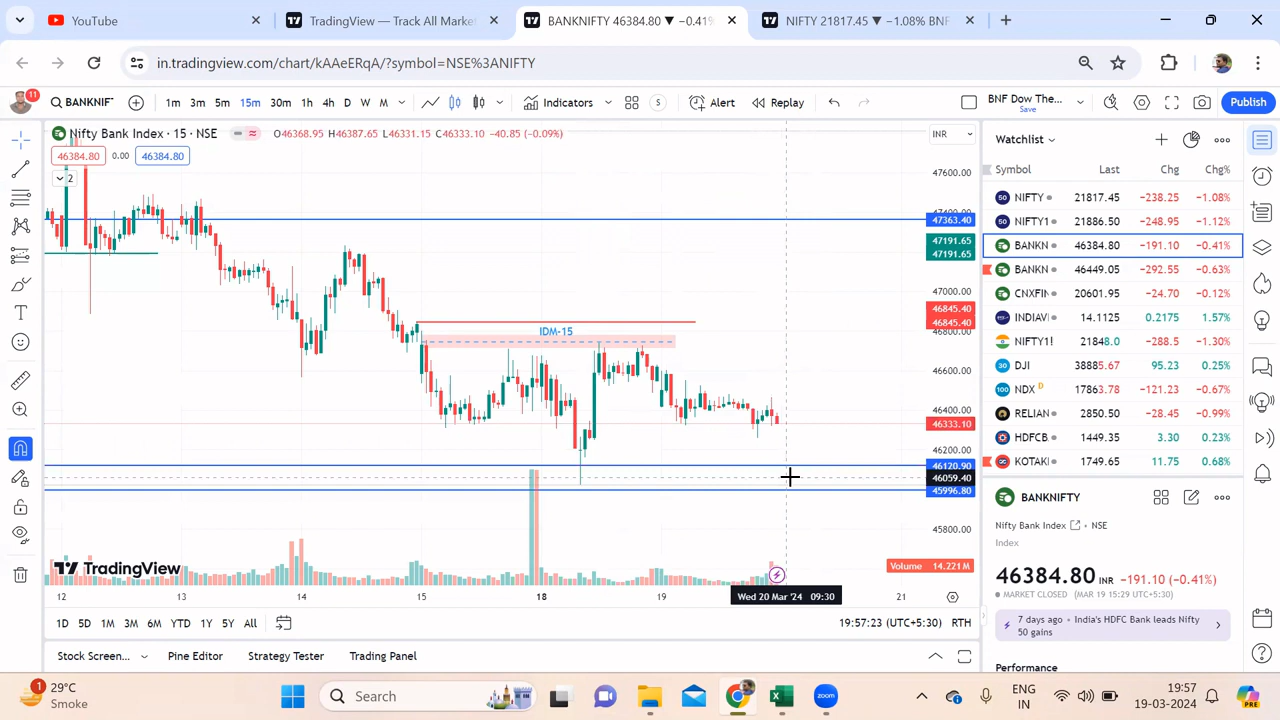 YouTube
TradingView — Track All Market
BANKNIFTY 46384.80 ▼ −0.41%
NIFTY 21817.45 ▼ −1.08% BNF
in.tradingview.com/chart/kAAeERqA/?symbol=NSE%3ANIFTY
11
BANKNIF
1m 3m 5m 15m 30m 1h 4h D W M
Indicators
5
Alert
Replay
BNF Dow The...
Save
Publish
Nifty Bank Index · 15 · NSE
O46368.95 H46387.65 L46331.15 C46333.10 −40.85 (−0.09%)
INR
46384.80 0.00 46384.80
2
47600.00
47363.40
47191.65
47191.65
47000.00
46845.40
46845.40
46800.00
IDM-15
46600.00
46400.00
46333.10
46200.00
46120.90
46059.40
45996.80
45800.00
Volume 14.221M
TradingView
12 13 14 15 18 19 21
Wed 20 Mar '24 09:30
1D 5D 1M 3M 6M YTD 1Y 5Y All
19:57:23 (UTC+5:30) RTH
Stock Screen... Pine Editor Strategy Tester Trading Panel
Watchlist
Symbol Last Chg Chg%
50 NIFTY 21817.45 −238.25 −1.08%
50 NIFTY1 21886.50 −248.95 −1.12%
BANKN 46384.80 −191.10 −0.41%
BANKN 46449.05 −292.55 −0.63%
CNXFIN 20601.95 −24.70 −0.12%
INDIAVI 14.1125 0.2175 1.57%
NIFTY1! 21848.0 −288.5 −1.30%
30 DJI 38885.67 95.23 0.25%
100 NDX D 17863.78 −121.23 −0.67%
RELIAN 2850.50 −28.45 −0.99%
HDFCB 1449.35 3.30 0.23%
KOTAK 1749.65 11.75 0.68%
BANKNIFTY
Nifty Bank Index · NSE
Index
46384.80 INR −191.10 (−0.41%)
MARKET CLOSED (MAR 19 15:29 UTC+5:30)
7 days ago • India's HDFC Bank leads Nifty
50 gains
Performance
1
29°C
Smoke
Search
zoom
ENG
IN
19:57
19-03-2024
PRE